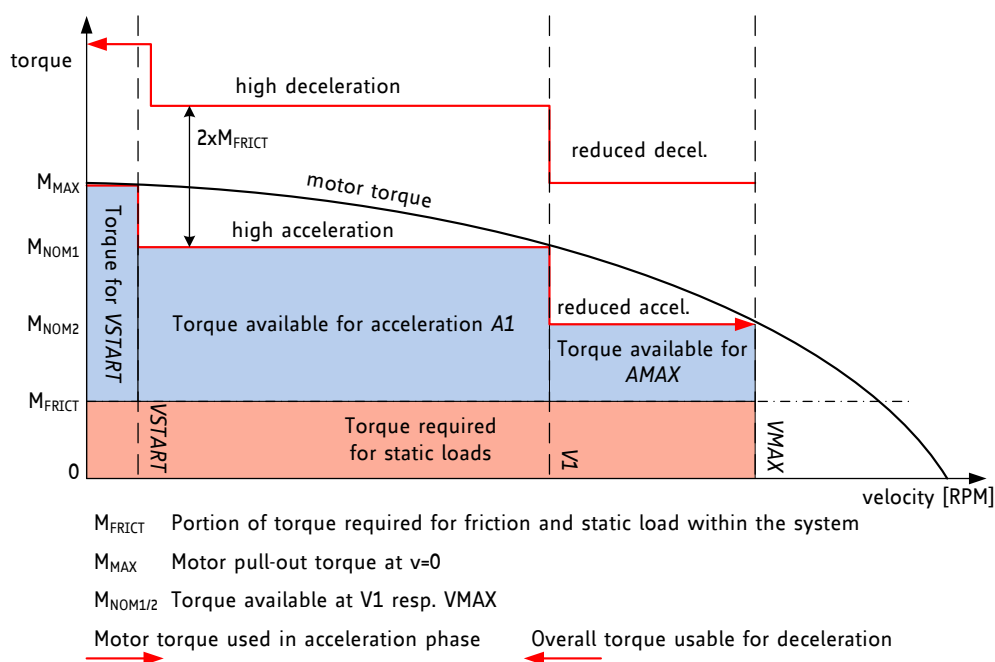 torque
high deceleration
2xMFRICT
reduced decel.
MMAX
motor torque
Torque for VSTART
high acceleration
MNOM1
Torque available for acceleration A1
reduced accel.
MNOM2
Torque available for
AMAX
MFRICT
VSTART
Torque required
for static loads
V1
VMAX
0
velocity [RPM]
MFRICT Portion of torque required for friction and static load within the system
MMAX Motor pull-out torque at v=0
MNOM1/2 Torque available at V1 resp. VMAX
Motor torque used in acceleration phase Overall torque usable for deceleration